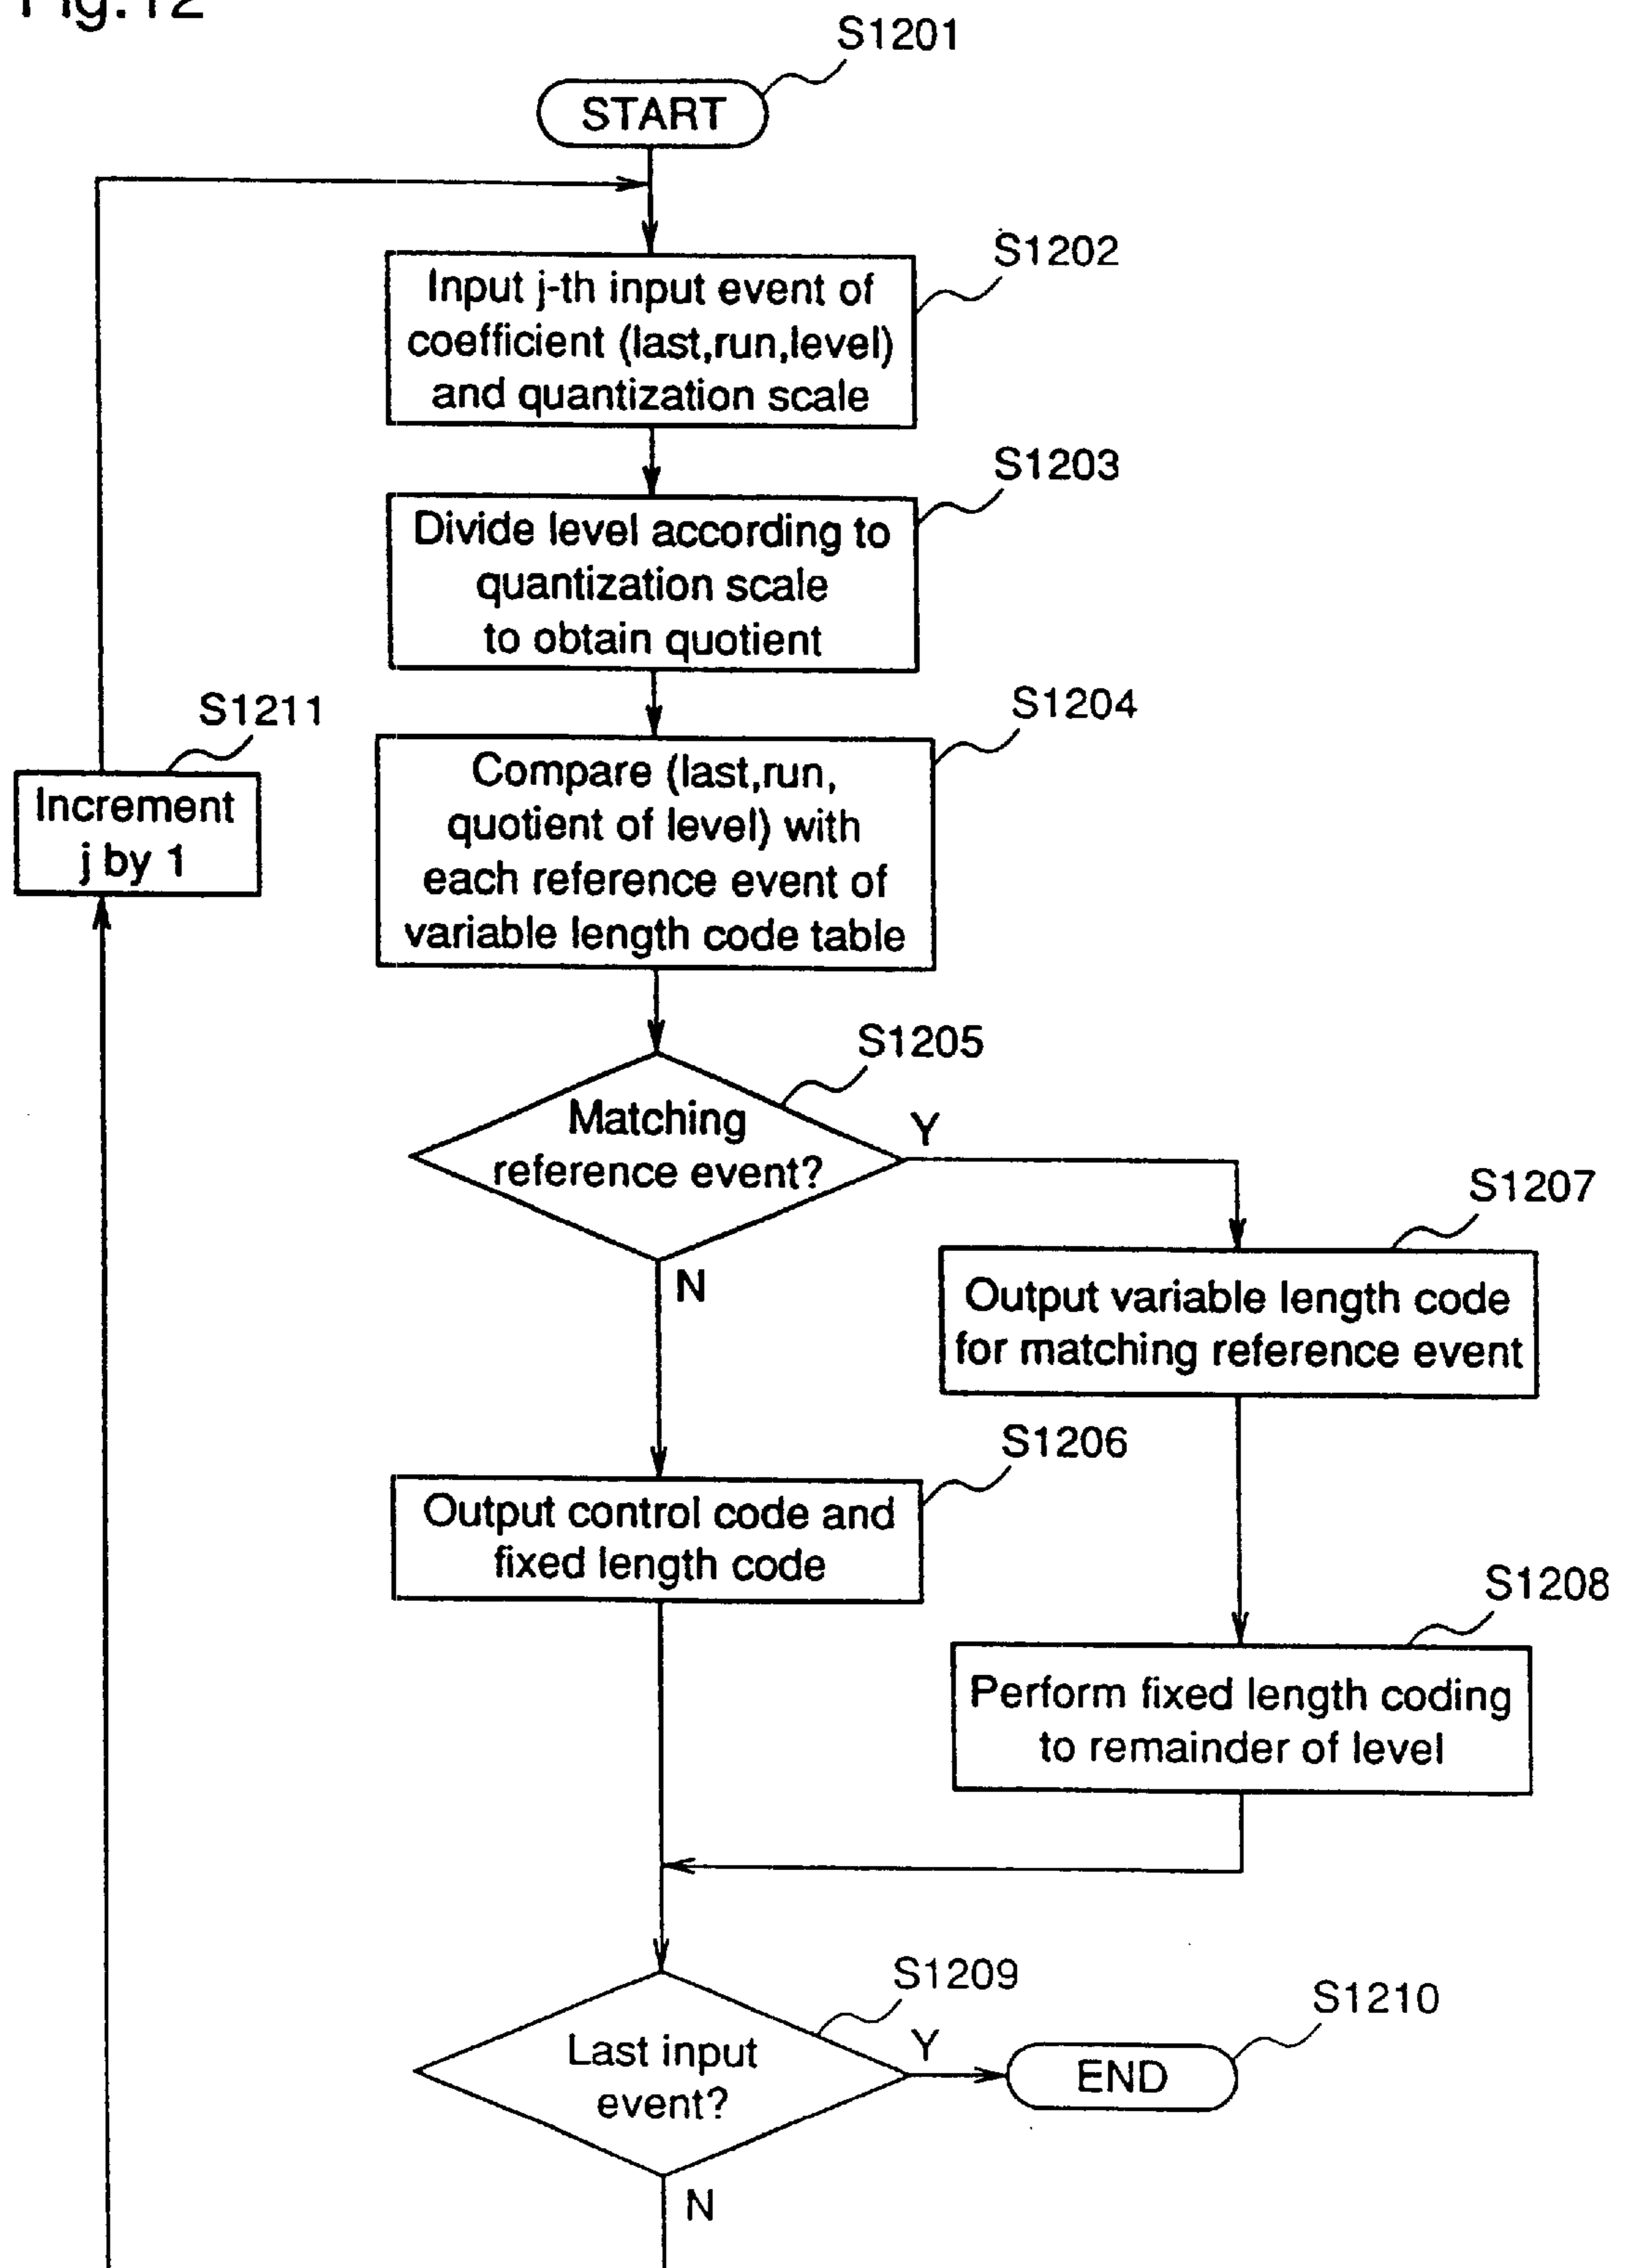 Fig.12
S1201
START
S1202
Input j-th input event of
coefficient (last,run,level)
and quantization scale
S1203
Divide level according to
quantization scale
to obtain quotient
S1211
Increment
j by 1
S1204
Compare (last,run,
quotient of level) with
each reference event of
variable length code table
S1205
Matching
reference event?
Y
N
S1207
Output variable length code
for matching reference event
S1206
Output control code and
fixed length code
S1208
Perform fixed length coding
to remainder of level
S1209
Last input
event?
Y
S1210
END
N